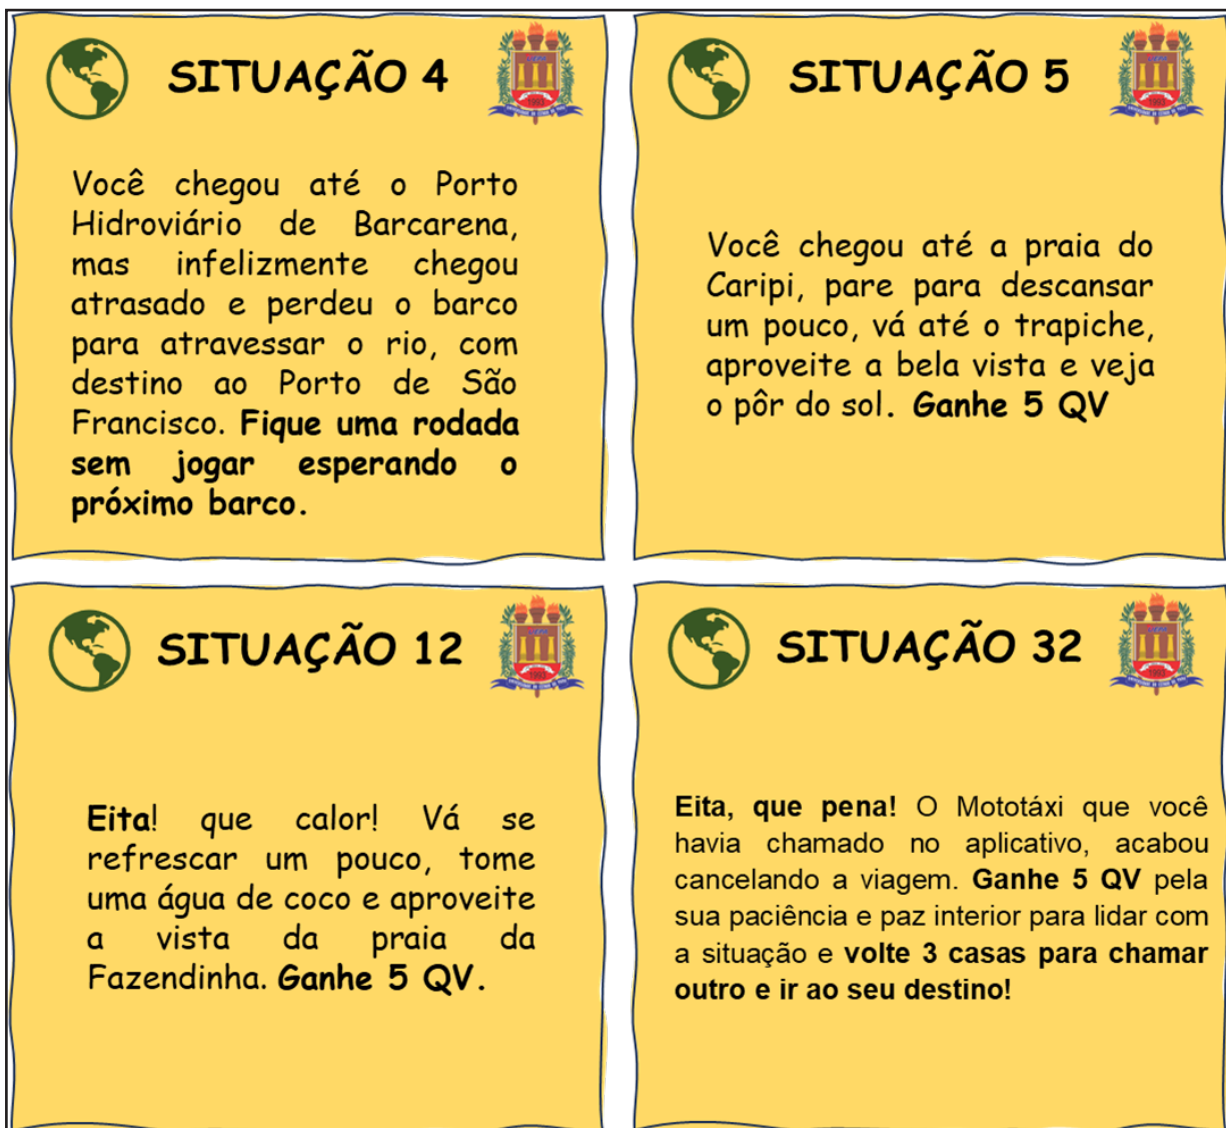 SITUAÇÃO 4
Você chegou até o Porto
Hidroviário de Barcarena,
mas infelizmente chegou
atrasado e perdeu o barco
para atravessar o rio, com
destino ao Porto de São
Francisco. Fique uma rodada
sem jogar esperando o
próximo barco.
SITUAÇÃO 5
Você chegou até a praia do
Caripi, pare para descansar
um pouco, vá até o trapiche,
aproveite a bela vista e veja
o pôr do sol. Ganhe 5 QV
SITUAÇÃO 12
Eita! que calor! Vá se
refrescar um pouco, tome
uma água de coco e aproveite
a vista da praia da
Fazendinha. Ganhe 5 QV.
SITUAÇÃO 32
Eita, que pena! O Mototáxi que você
havia chamado no aplicativo, acabou
cancelando a viagem. Ganhe 5 QV pela
sua paciência e paz interior para lidar com
a situação e volte 3 casas para chamar
outro e ir ao seu destino!